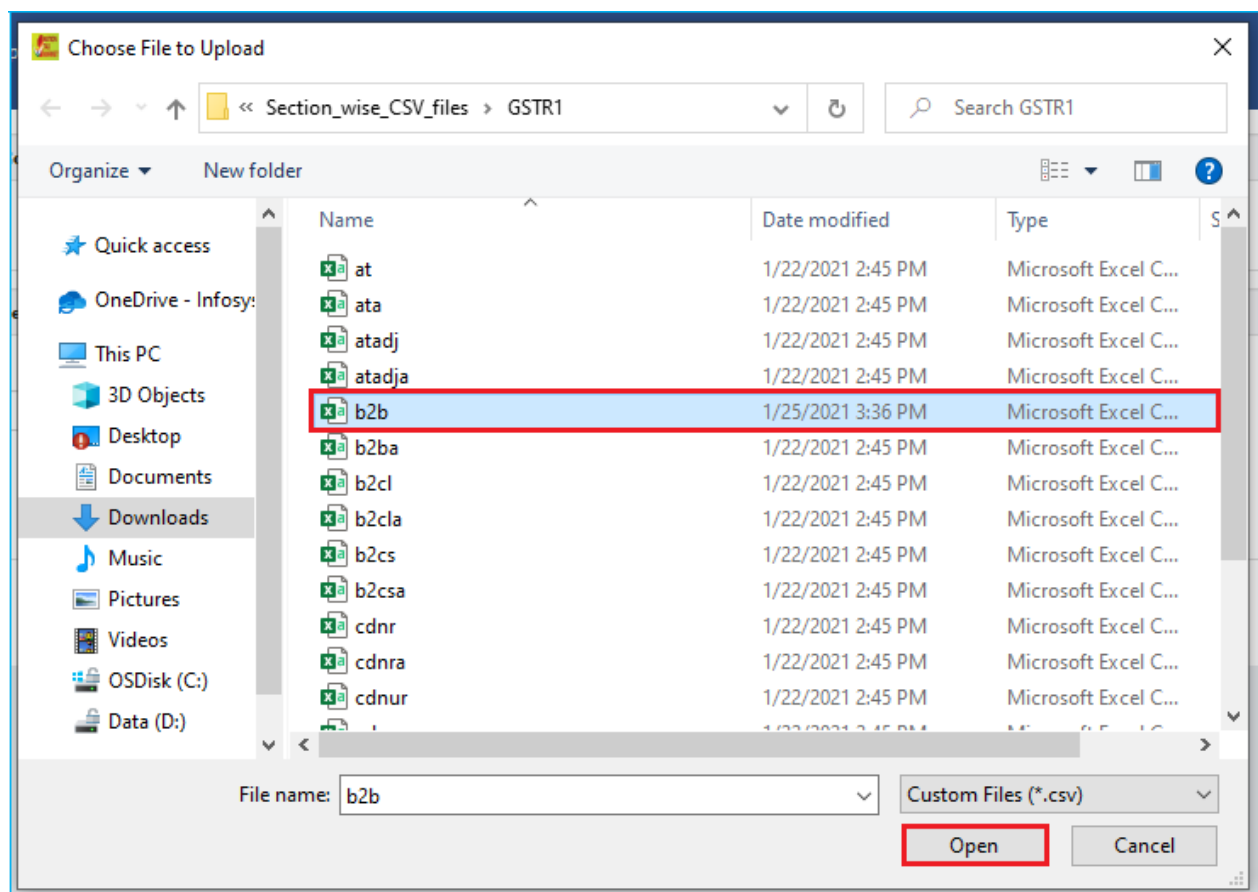 Choose File to Upload
« Section_wise_CSV_files > GSTR1
Search GSTR1
Organize
New folder
Name Date modified Type S
Quick access
OneDrive - Infosy
This PC
3D Objects
Desktop
Documents
Downloads
Music
Pictures
Videos
OSDisk (C:)
Data (D:)
at 1/22/2021 2:45 PM Microsoft Excel C...
ata 1/22/2021 2:45 PM Microsoft Excel C...
atadj 1/22/2021 2:45 PM Microsoft Excel C...
atadja 1/22/2021 2:45 PM Microsoft Excel C...
b2b 1/25/2021 3:36 PM Microsoft Excel C...
b2ba 1/22/2021 2:45 PM Microsoft Excel C...
b2cl 1/22/2021 2:45 PM Microsoft Excel C...
b2cla 1/22/2021 2:45 PM Microsoft Excel C...
b2cs 1/22/2021 2:45 PM Microsoft Excel C...
b2csa 1/22/2021 2:45 PM Microsoft Excel C...
cdnr 1/22/2021 2:45 PM Microsoft Excel C...
cdnra 1/22/2021 2:45 PM Microsoft Excel C...
cdnur 1/22/2021 2:45 PM Microsoft Excel C...
File name: b2b
Custom Files (*.csv)
Open
Cancel